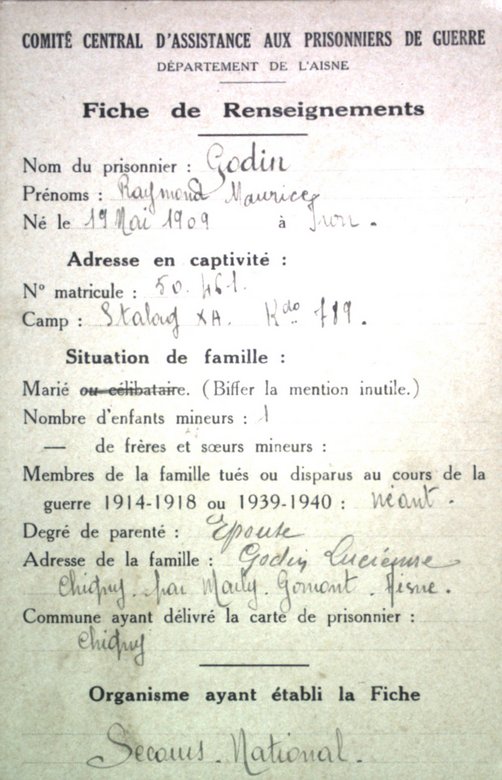 COMITÉ CENTRAL D'ASSISTANCE AUX PRISONNIERS DE GUERRE
DÉPARTEMENT DE L'AISNE
Fiche de Renseignements
Nom du prisonnier : Godin
Prénoms : Raymond Maurice
Né le 19 Mai 1909 à Iron.
Adresse en captivité :
N° matricule : 50.461.
Camp : Stalag XA. Kdo 789.
Situation de famille :
Marié ou célibataire. (Biffer la mention inutile.)
Nombre d'enfants mineurs : 1
— de frères et sœurs mineurs :
Membres de la famille tués ou disparus au cours de la
guerre 1914-1918 ou 1939-1940 : néant.
Degré de parenté : Epouse
Adresse de la famille : Godin Lucienne
Chigny. par Marly. Gomont. Aisne.
Commune ayant délivré la carte de prisonnier :
Chigny
Organisme ayant établi la Fiche
Secours. National.